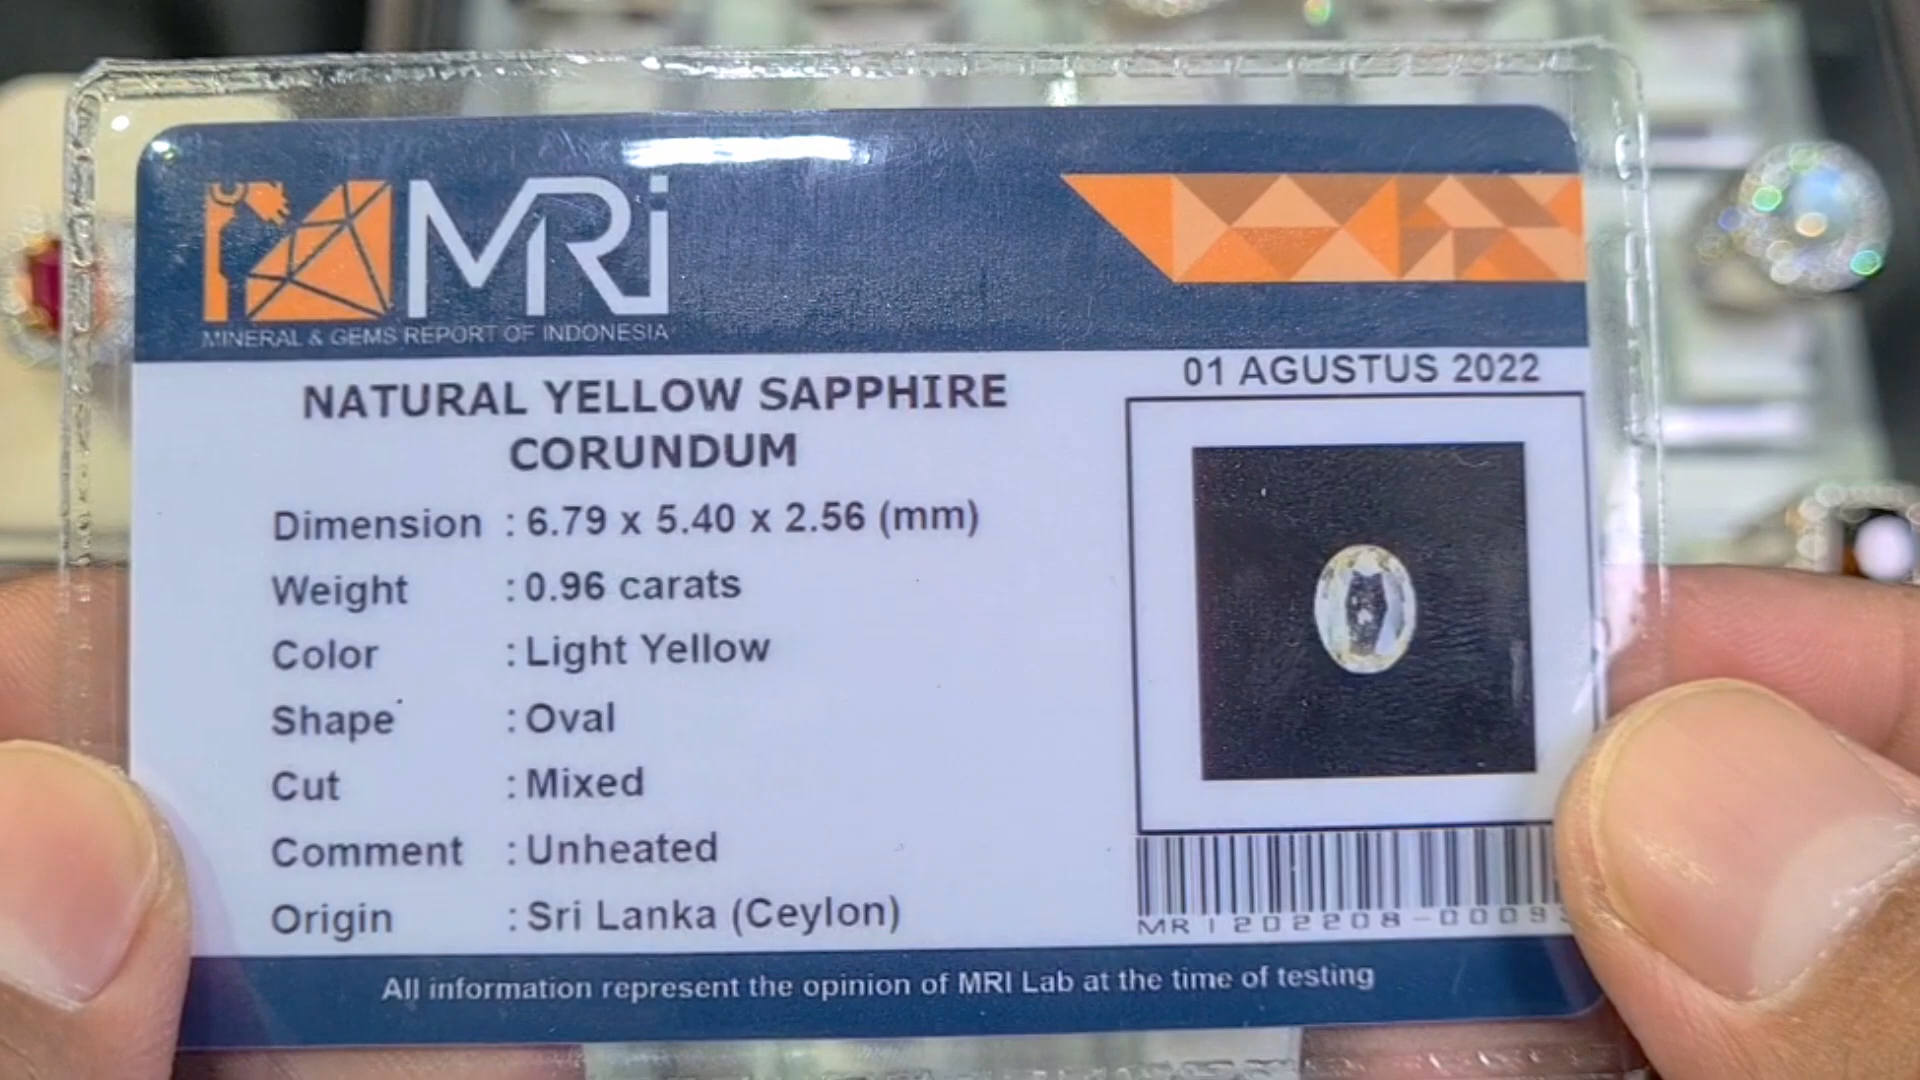 MRi
MINERAL & GEMS REPORT OF INDONESIA
01 AGUSTUS 2022
NATURAL YELLOW SAPPHIRE
CORUNDUM
Dimension : 6.79 x 5.40 x 2.56 (mm)
Weight : 0.96 carats
Color : Light Yellow
Shape : Oval
Cut : Mixed
Comment : Unheated
Origin : Sri Lanka (Ceylon)
All information represent the opinion of MRI Lab at the time of testing